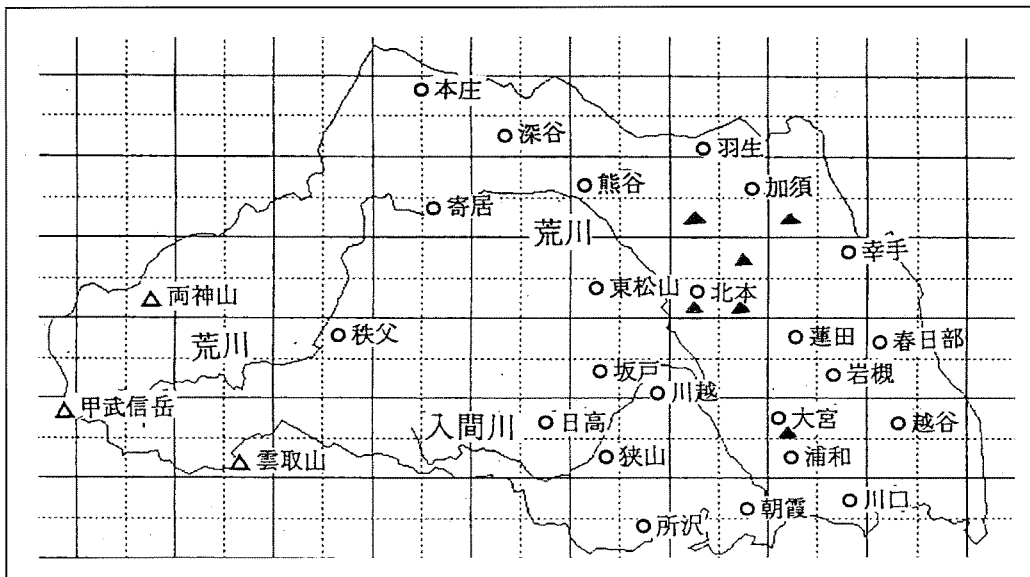 本庄
深谷
羽生
熊谷
加須
寄居
荒川
幸手
東松山
北本
両神山
秩父
荒川
蓮田
春日部
坂戸
岩槻
川越
甲武信岳
入間川
日高
大宮
越谷
雲取山
狭山
浦和
川口
朝霞
所沢